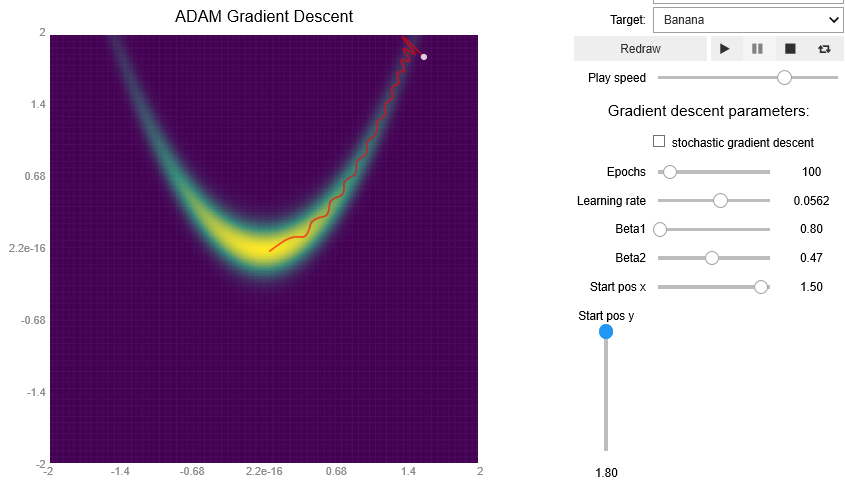 ADAM Gradient Descent
2
1.4
0.68
2.2e-16
-0.68
-1.4
-2
-2
-1.4
-0.68
2.2e-16
0.68
1.4
2
Target:
Banana
Redraw
Play speed
Gradient descent parameters:
stochastic gradient descent
Epochs
100
Learning rate
0.0562
Beta1
0.80
Beta2
0.47
Start pos x
1.50
Start pos y
1.80